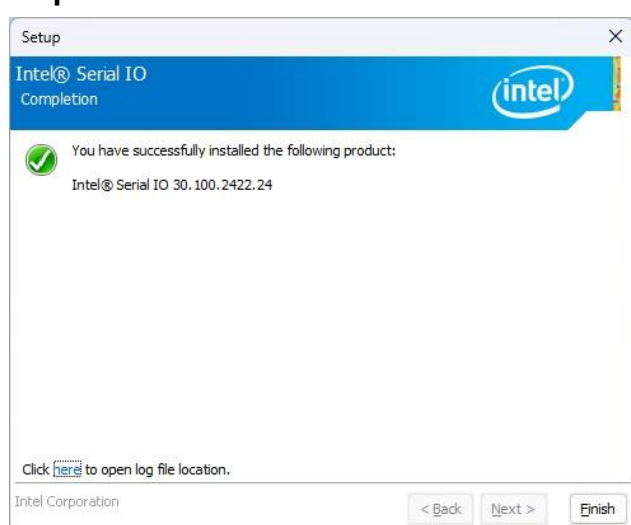 Setup
Intel® Serial IO
Completion
intel
You have successfully installed the following product:
Intel® Serial IO 30.100.2422.24
Click here to open log file location.
Intel Corporation
< Back Next > Finish